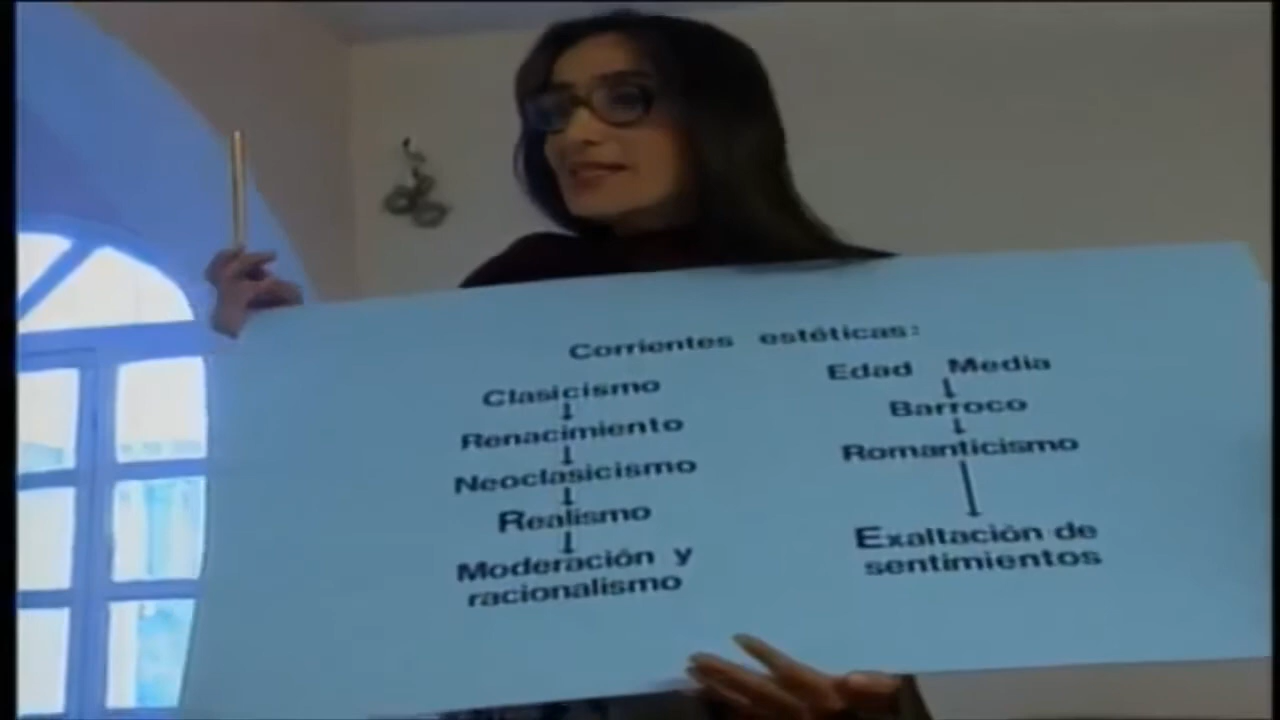 Corrientes estéticas:
Clasicismo
Renacimiento
Neoclasicismo
Realismo
Moderación y
racionalismo
Edad Media
Barroco
Romanticismo
Exaltación de
sentimientos